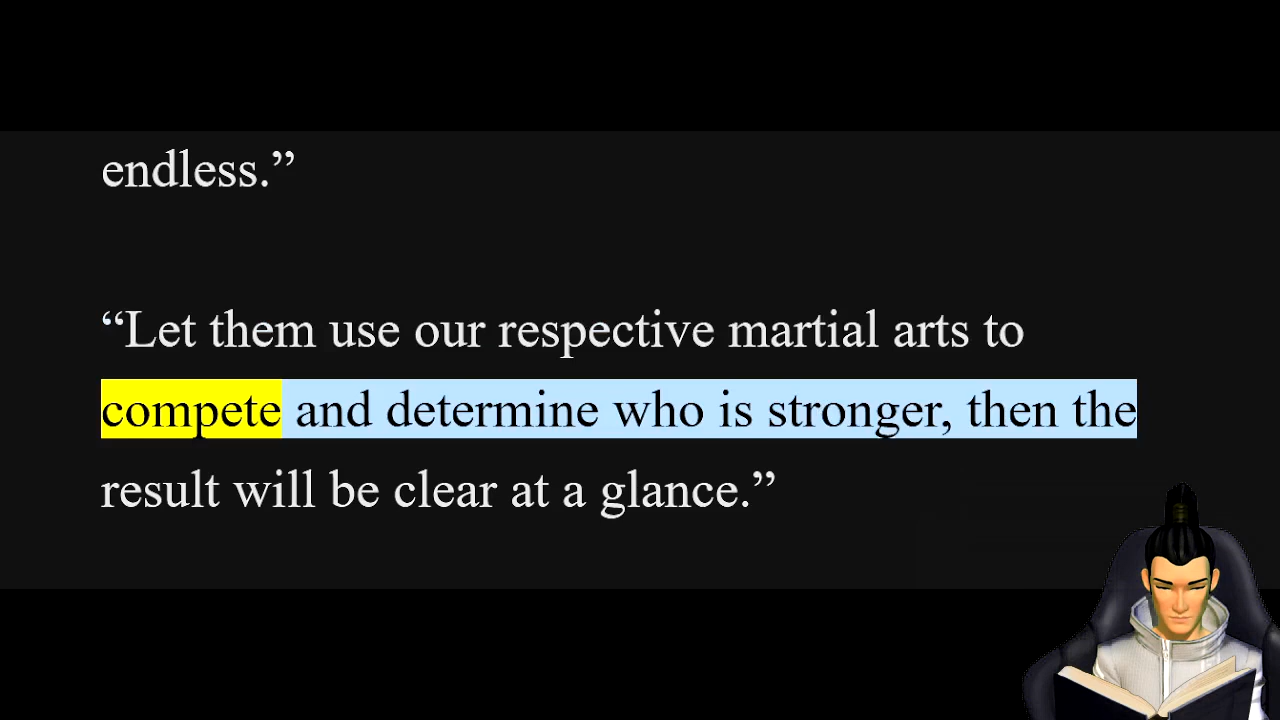 endless.”
“Let them use our respective martial arts to
compete and determine who is stronger, then the
result will be clear at a glance.”